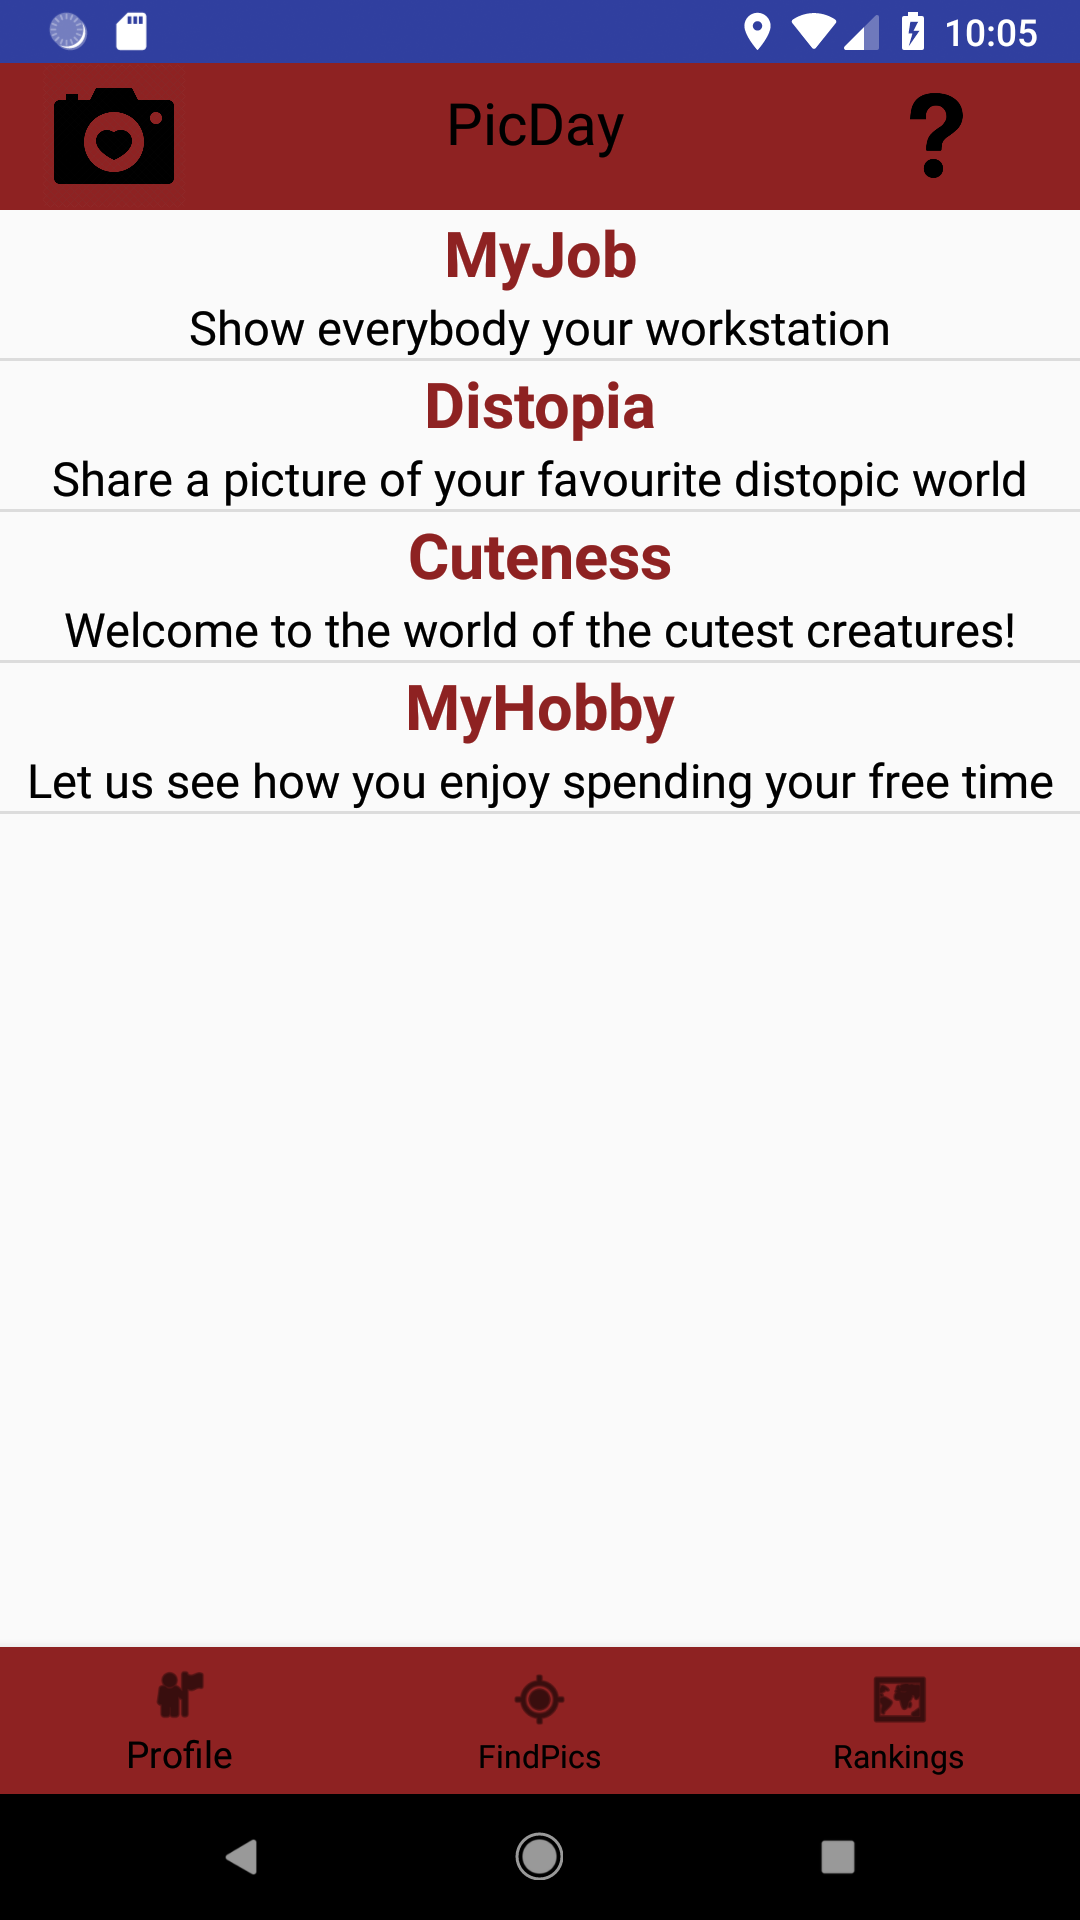 10:05
PicDay
?
MyJob
Show everybody your workstation
Distopia
Share a picture of your favourite distopic world
Cuteness
Welcome to the world of the cutest creatures!
MyHobby
Let us see how you enjoy spending your free time
Profile
FindPics
Rankings